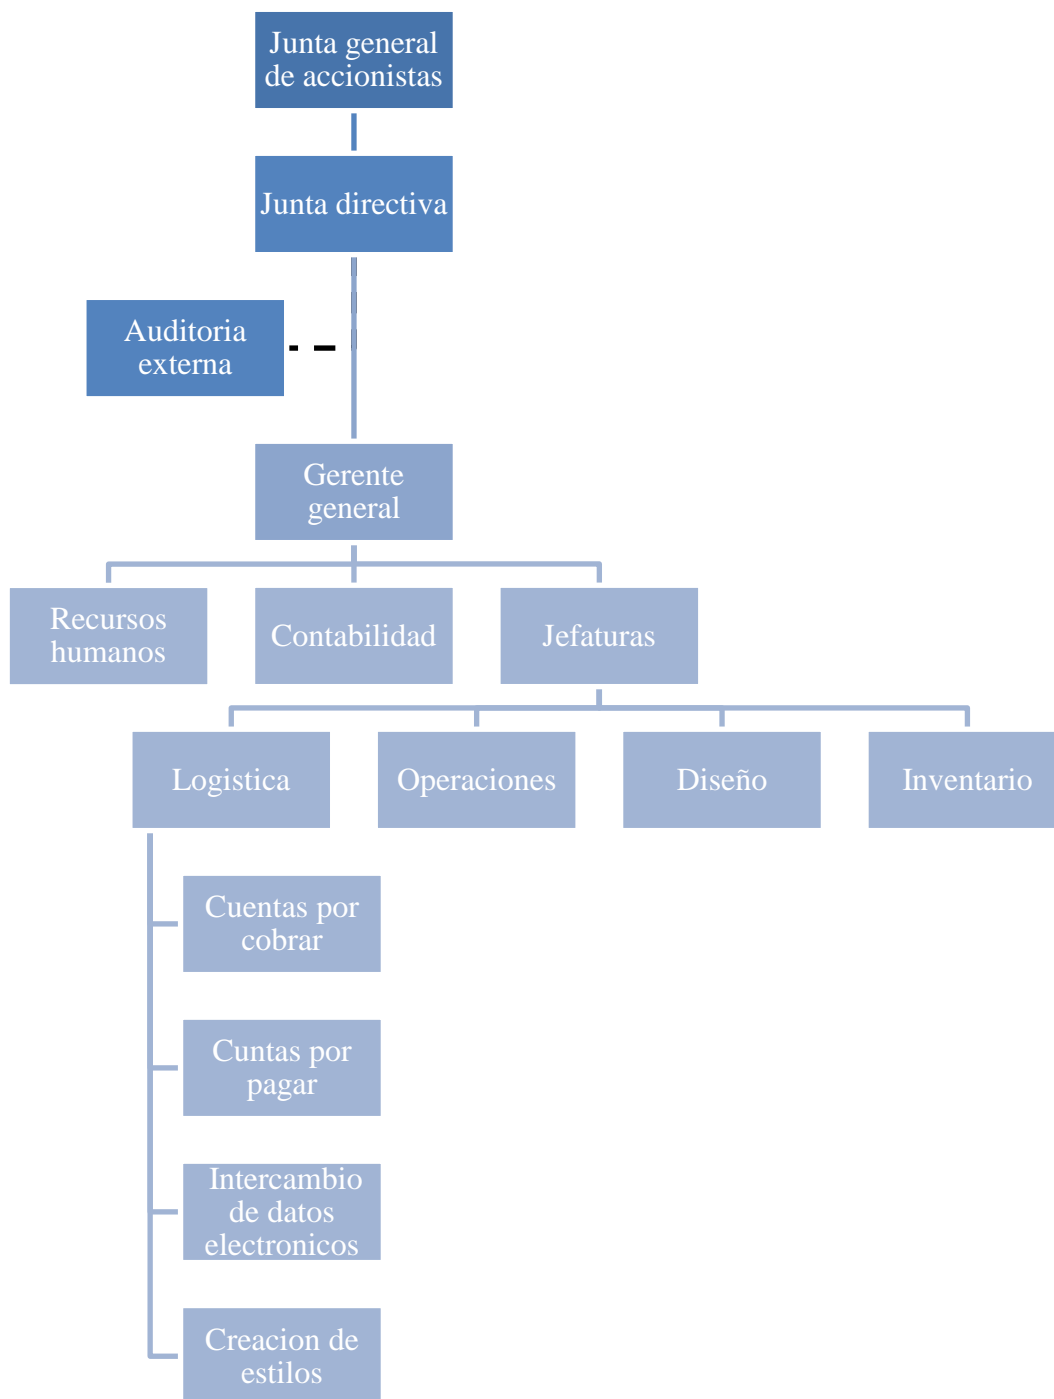 Junta general
de accionistas
Junta directiva
Auditoria
externa
Gerente
general
Recursos
humanos
Contabilidad
Jefaturas
Logistica
Operaciones
Diseño
Inventario
Cuentas por
cobrar
Cuntas por
pagar
Intercambio
de datos
electronicos
Creacion de
estilos